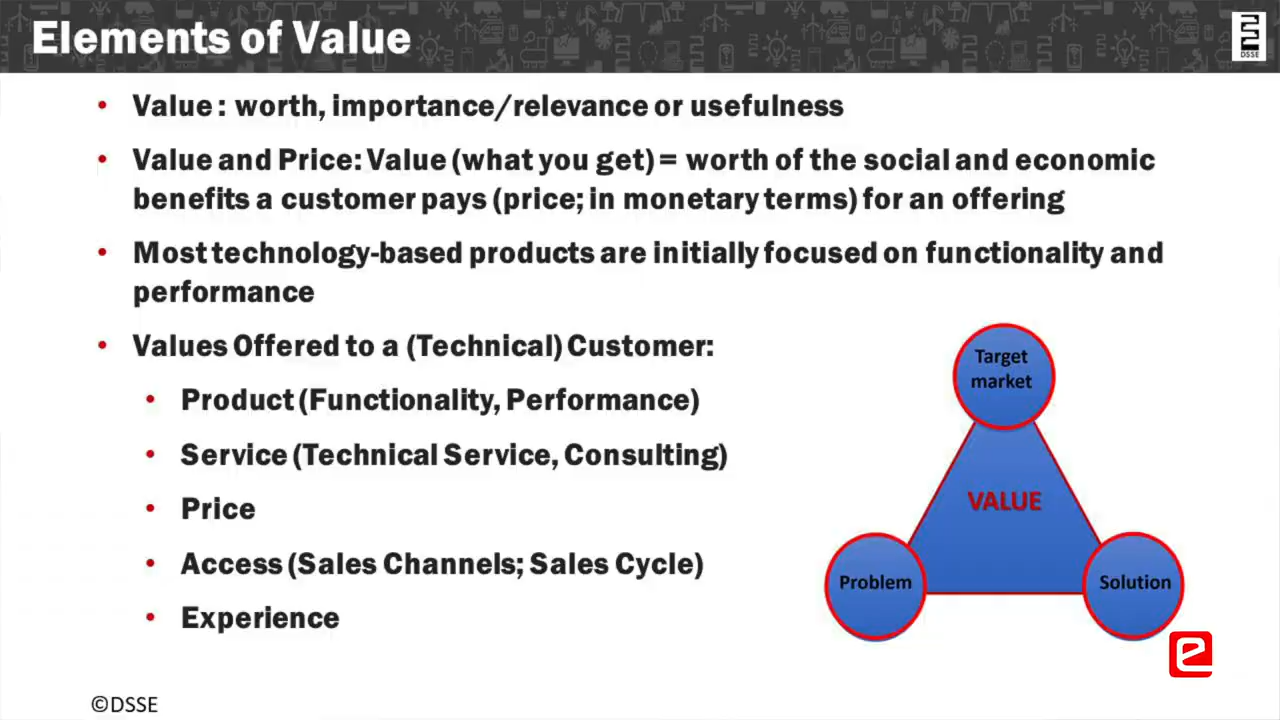 Elements of Value
DSSE
• Value : worth, importance/relevance or usefulness
• Value and Price: Value (what you get) = worth of the social and economic
benefits a customer pays (price; in monetary terms) for an offering
• Most technology-based products are initially focused on functionality and
performance
• Values Offered to a (Technical) Customer:
• Product (Functionality, Performance)
• Service (Technical Service, Consulting)
• Price
• Access (Sales Channels; Sales Cycle)
• Experience
Target
market
VALUE
Problem
Solution
e
©DSSE